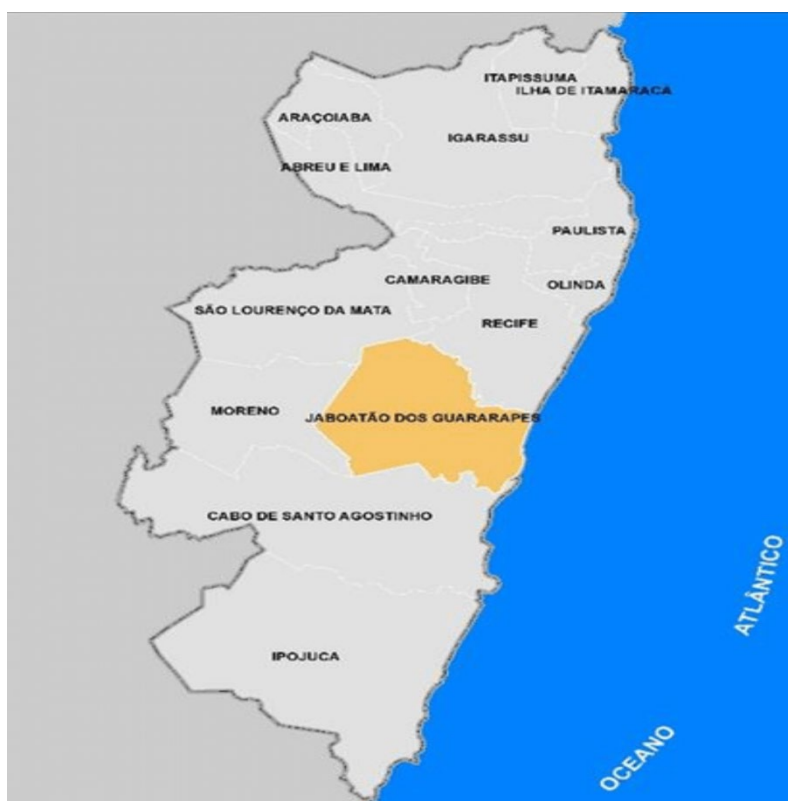 ITAPISSUMA
ILHA DE ITAMARACÁ
ARAÇOIABA
IGARASSU
ABREU E LIMA
PAULISTA
CAMARAGIBE
OLINDA
SÃO LOURENÇO DA MATA
RECIFE
MORENO
JABOATÃO DOS GUARARAPES
CABO DE SANTO AGOSTINHO
IPOJUCA
OCEANO
ATLÂNTICO